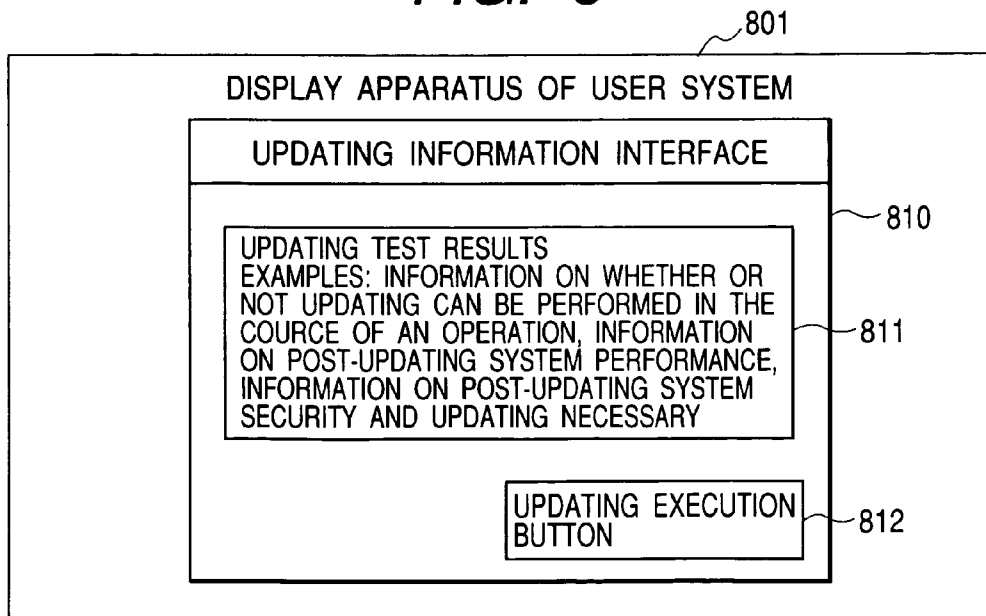 801
DISPLAY APPARATUS OF USER SYSTEM
UPDATING INFORMATION INTERFACE
810
UPDATING TEST RESULTS
EXAMPLES: INFORMATION ON WHETHER OR
NOT UPDATING CAN BE PERFORMED IN THE
COURCE OF AN OPERATION, INFORMATION
ON POST-UPDATING SYSTEM PERFORMANCE,
INFORMATION ON POST-UPDATING SYSTEM
SECURITY AND UPDATING NECESSARY
811
UPDATING EXECUTION
BUTTON
812